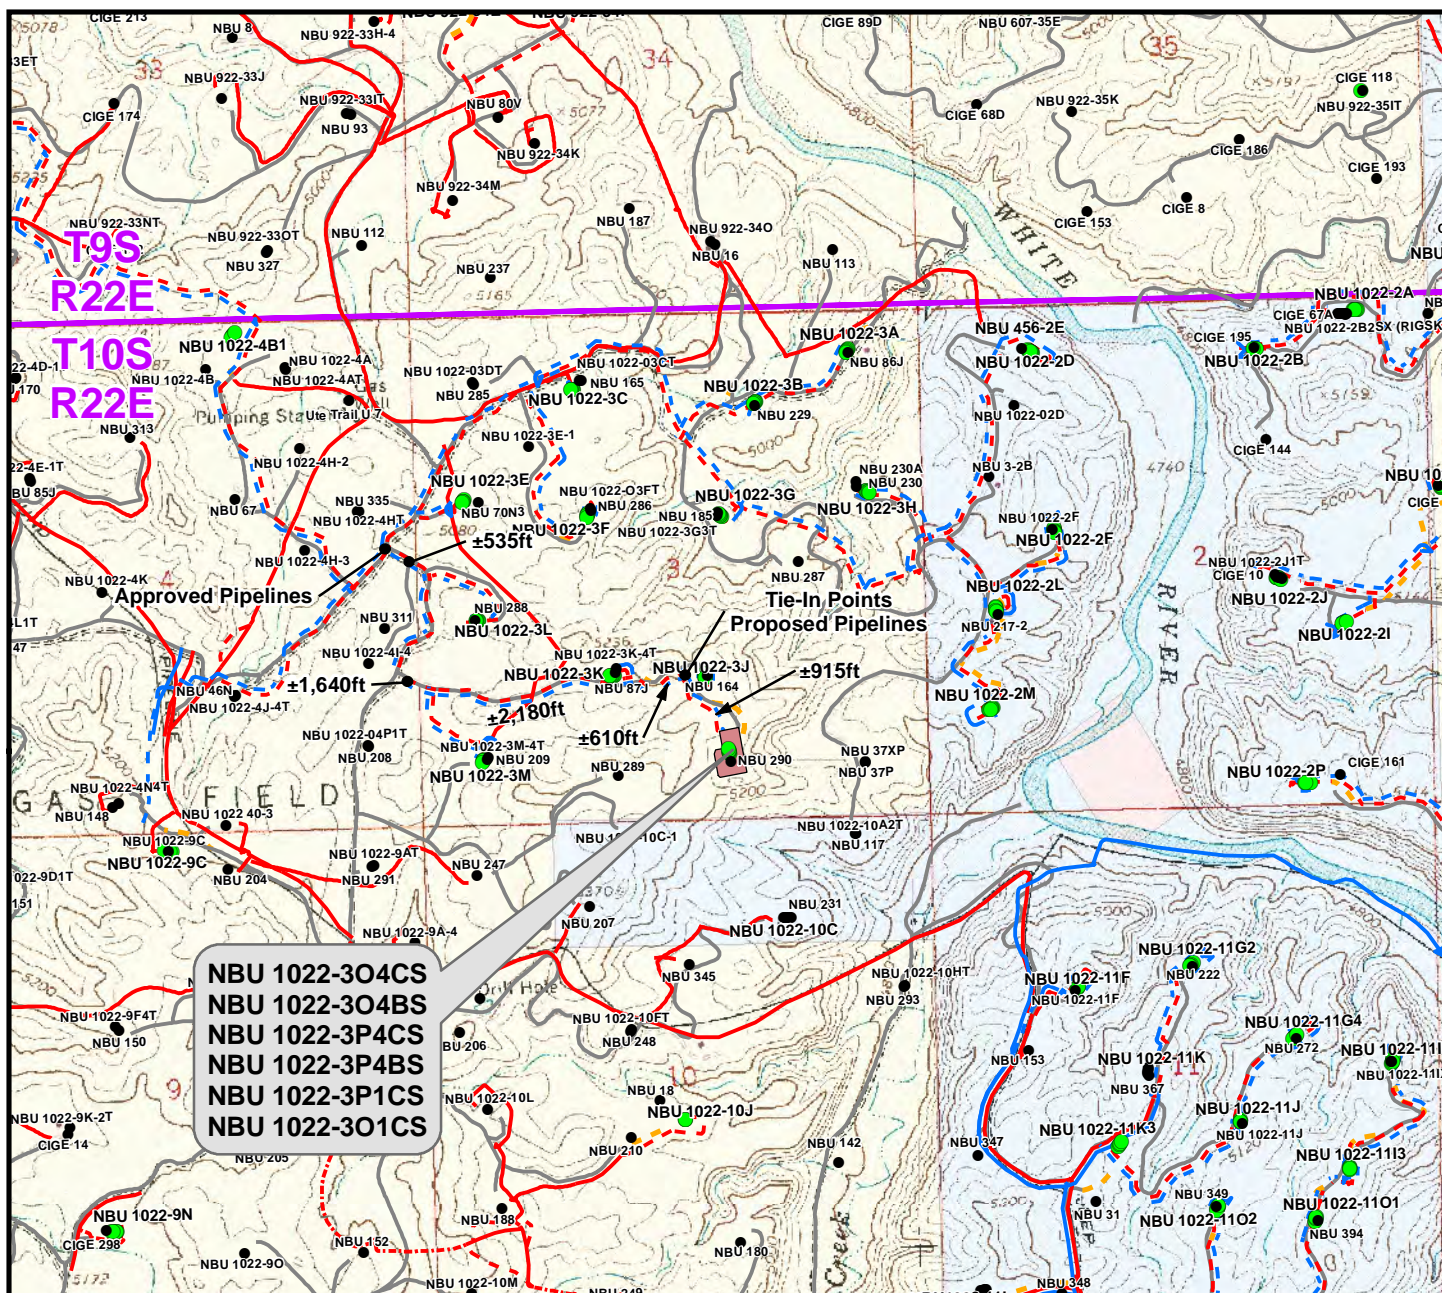 CIGE 213
NBU 8
NBU 922-33H-4
CIGE 89D
NBU 607-35E
5000
35
33
34
NBU 922-33J
CIGE 174
NBU 922-33IT
NBU 93
NBU 80V
5077
NBU 922-34K
4800
CIGE 68D
NBU 922-35K
CIGE 118
NBU 922-35IT
CIGE 186
CIGE 193
CIGE 8
CIGE 153
NBU 922-34M
NBU 187
NBU 922-34O
NBU 16
NBU 113
WHITE
NBU 922-33NT
NBU 922-33OT
NBU 327
NBU 112
NBU 237
5165
T9S
R22E
T10S
R22E
NBU 1022-4B1
NBU 1022-4B
NBU 1022-4A
NBU 1022-4AT
Gas
Ute Trail U 7
NBU 1022-03DT
NBU 285
NBU 1022-03CT
NBU 165
NBU 1022-3C
NBU 1022-3A
NBU 86J
NBU 1022-3B
NBU 229
NBU 456-2E
NBU 1022-2D
NBU 1022-02D
CIGE 195
NBU 1022-2B
CIGE 67A
NBU 1022-2A
CIGE 144
5159
NBU 313
NBU 85J
NBU 67
NBU 1022-4H-2
NBU 335
NBU 1022-4HT
NBU 1022-4H-3
NBU 1022-3E-1
NBU 1022-3E
NBU 70N3
5080
NBU 1022-O3FT
NBU 286
NBU 1022-3F
NBU 1022-3G
NBU 185
NBU 1022-3G3T
NBU 230A
NBU 230
NBU 1022-3H
NBU 3-2B
NBU 1022-2F
NBU 1022-2F
4740
±535ft
3
NBU 287
2
NBU 1022-2J1T
CIGE 10
NBU 1022-2J
NBU 1022-2I
NBU 1022-4K
4
Approved Pipelines
NBU 311
NBU 288
NBU 1022-3L
Tie-In Points
Proposed Pipelines
NBU 1022-2L
NBU 217-2
RIVER
NBU 1022-4I-4
±1,640ft
NBU 46N
NBU 1022-4J-4T
NBU 1022-3K-4T
NBU 1022-3K
NBU 87J
NBU 1022-3J
NBU 164
±915ft
±2,180ft
±610ft
NBU 1022-2M
NBU 1022-04P1T
NBU 208
NBU 1022-3M-4T
NBU 209
NBU 1022-3M
NBU 289
NBU 290
5200
NBU 37XP
NBU 37P
NBU 1022-2P
CIGE 161
GAS FIELD
NBU 1022-4N4T
NBU 148
NBU 1022 40-3
NBU 1022-9C
NBU 1022-9C
NBU 204
NBU 1022-9AT
NBU 291
NBU 247
NBU 1022-10A2T
NBU 117
NBU 207
NBU 231
NBU 1022-10C
NBU 1022-9A-4
NBU 345
NBU 1022-10HT
NBU 293
Drill Hole
NBU 1022-11F
NBU 1022-11F
NBU 1022-11G2
NBU 222
NBU 1022-3O4CS
NBU 1022-3O4BS
NBU 1022-3P4CS
NBU 1022-3P4BS
NBU 1022-3P1CS
NBU 1022-3O1CS
NBU 1022-9F4T
NBU 150
206
NBU 1022-10FT
NBU 248
NBU 153
NBU 1022-11G4
NBU 272
NBU 1022-11K
NBU 367
11
9
10
NBU 1022-9K-2T
CIGE 14
NBU 205
NBU 1022-10L
NBU 18
NBU 1022-10J
NBU 210
NBU 142
NBU 347
NBU 1022-11K3
NBU 1022-11J
NBU 1022-11J
NBU 1022-11I3
NBU 31
NBU 349
NBU 1022-11O2
NBU 1022-11O1
NBU 394
NBU 1022-9N
CIGE 298
5172
NBU 1022-9O
NBU 152
NBU 188
NBU 1022-10M
NBU 180
Creek
NBU 348